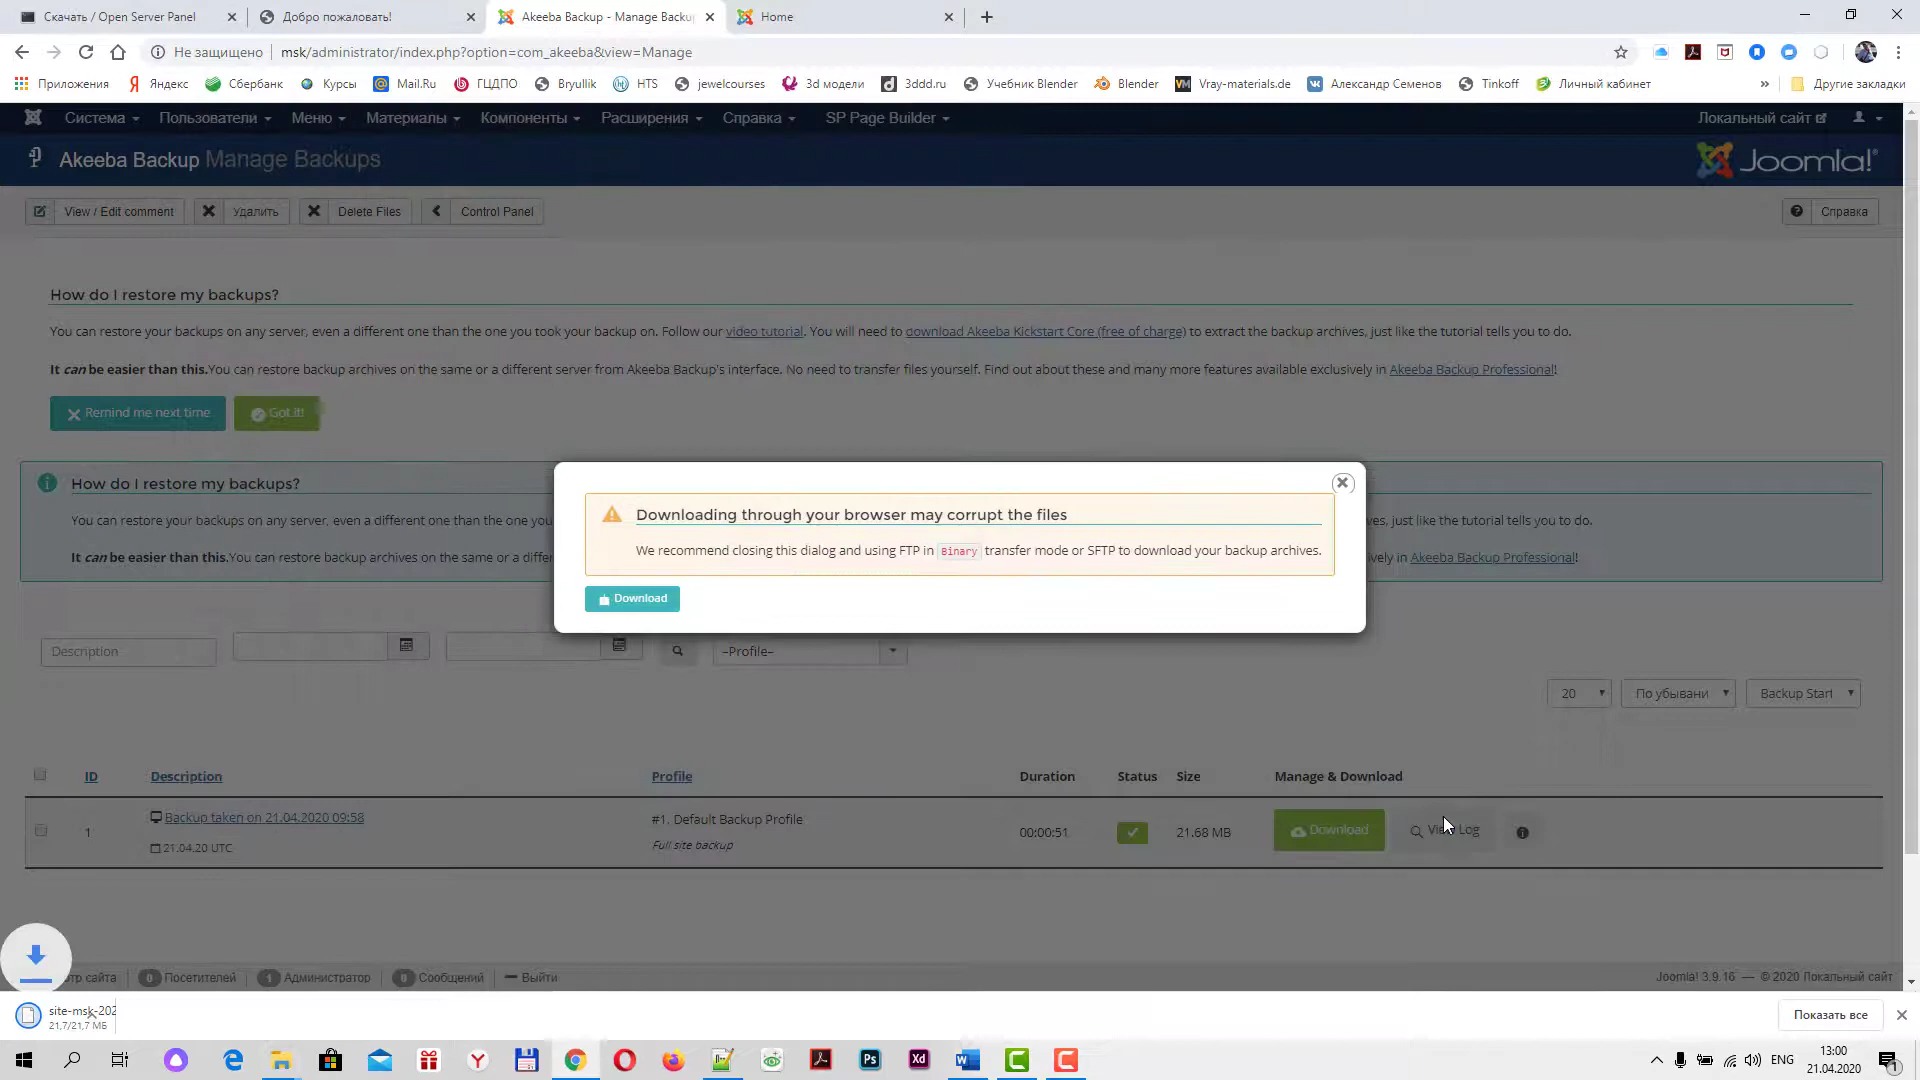 Скачать / Open Server Panel
Добро пожаловать!
Akeeba Backup - Manage Backu
Home
Не защищено
msk/administrator/index.php?option=com_akeeba&view=Manage
Приложения
Яндекс
Сбербанк
Курсы
Mail.Ru
ГЦДПО
Bryullik
HTS
jewelcourses
3d модели
3ddd.ru
Учебник Blender
Blender
Vray-materials.de
Александр Семенов
Tinkoff
Личный кабинет
»
Другие закладки
Система
Пользователи
Меню
Материалы
Компоненты
Расширения
Справка
SP Page Builder
Локальный сайт
Akeeba Backup Manage Backups
Joomla!
View / Edit comment
Удалить
Delete Files
Control Panel
Справка
How do I restore my backups?
You can restore your backups on any server, even a different one than the one you took your backup on. Follow our video tutorial. You will need to download Akeeba Kickstart Core (free of charge) to extract the backup archives, just like the tutorial tells you to do.
It can be easier than this.You can restore backup archives on the same or a different server from Akeeba Backup's interface. No need to transfer files yourself. Find out about these and many more features available exclusively in Akeeba Backup Professional!
Remind me next time
Got it!
How do I restore my backups?
You can restore your backups on any server, even a different one than the one you
ves, just like the tutorial tells you to do.
It can be easier than this.You can restore backup archives on the same or a diffe
ively in Akeeba Backup Professional!
Downloading through your browser may corrupt the files
We recommend closing this dialog and using FTP in Binary transfer mode or SFTP to download your backup archives.
Download
Description
–Profile–
20
По убывани
Backup Start
ID
Description
Profile
Duration
Status
Size
Manage & Download
1
Backup taken on 21.04.2020 09:58
21.04.20 UTC
#1. Default Backup Profile
Full site backup
00:00:51
21.68 MB
Download
View Log
тр сайта
0 Посетителей
1 Администратор
0 Сообщений
Выйти
Joomla! 3.9.16 — © 2020 Локальный сайт
site-msk-202
21,7/21,7 МБ
Показать все
ENG
13:00
21.04.2020